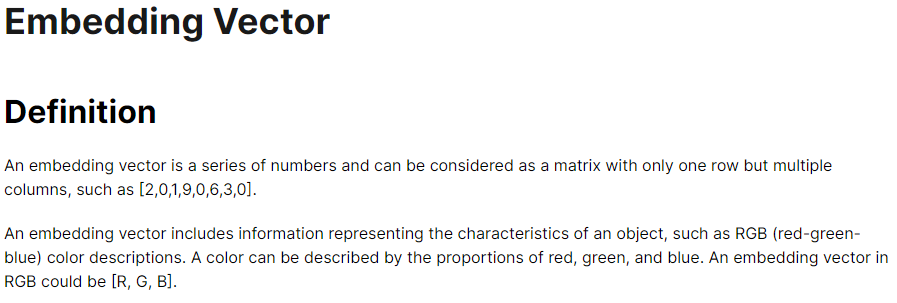 Embedding Vector
Definition
An embedding vector is a series of numbers and can be considered as a matrix with only one row but multiple
columns, such as [2,0,1,9,0,6,3,0].
An embedding vector includes information representing the characteristics of an object, such as RGB (red-green-
blue) color descriptions. A color can be described by the proportions of red, green, and blue. An embedding vector in
RGB could be [R, G, B].